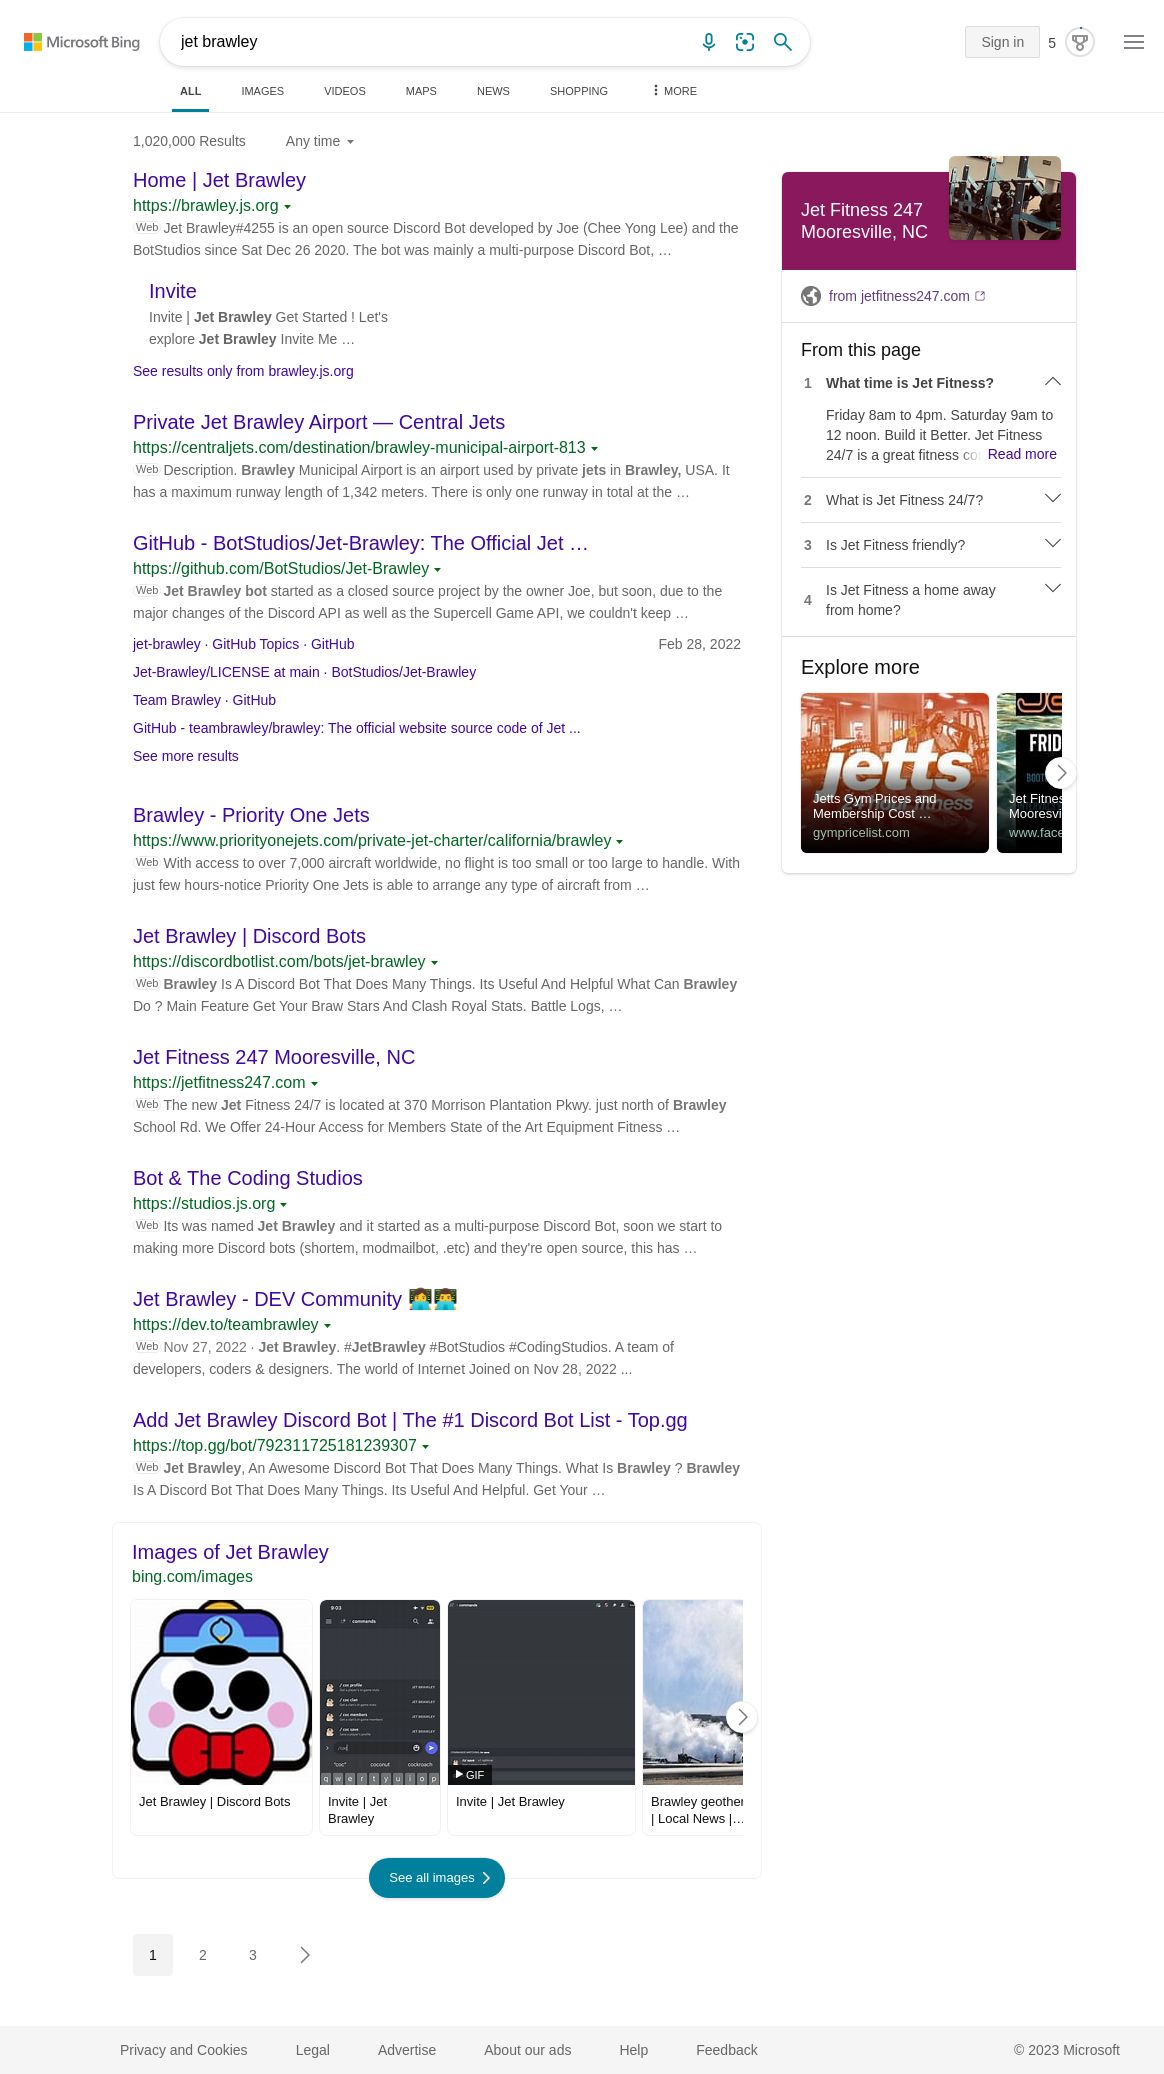 Microsoft Bing
jet brawley
Sign in
5
ALL
IMAGES
VIDEOS
MAPS
NEWS
SHOPPING
MORE
1,020,000 Results
Any time
Home | Jet Brawley
https://brawley.js.org
Web Jet Brawley#4255 is an open source Discord Bot developed by Joe (Chee Yong Lee) and the
BotStudios since Sat Dec 26 2020. The bot was mainly a multi-purpose Discord Bot, …
Invite
Invite | Jet Brawley Get Started ! Let's
explore Jet Brawley Invite Me …
See results only from brawley.js.org
Private Jet Brawley Airport — Central Jets
https://centraljets.com/destination/brawley-municipal-airport-813
Web Description. Brawley Municipal Airport is an airport used by private jets in Brawley, USA. It
has a maximum runway length of 1,342 meters. There is only one runway in total at the …
GitHub - BotStudios/Jet-Brawley: The Official Jet …
https://github.com/BotStudios/Jet-Brawley
Web Jet Brawley bot started as a closed source project by the owner Joe, but soon, due to the
major changes of the Discord API as well as the Supercell Game API, we couldn't keep …
jet-brawley · GitHub Topics · GitHub
Feb 28, 2022
Jet-Brawley/LICENSE at main · BotStudios/Jet-Brawley
Team Brawley · GitHub
GitHub - teambrawley/brawley: The official website source code of Jet ...
See more results
Brawley - Priority One Jets
https://www.priorityonejets.com/private-jet-charter/california/brawley
Web With access to over 7,000 aircraft worldwide, no flight is too small or too large to handle. With
just few hours-notice Priority One Jets is able to arrange any type of aircraft from …
Jet Brawley | Discord Bots
https://discordbotlist.com/bots/jet-brawley
Web Brawley Is A Discord Bot That Does Many Things. Its Useful And Helpful What Can Brawley
Do ? Main Feature Get Your Braw Stars And Clash Royal Stats. Battle Logs, …
Jet Fitness 247 Mooresville, NC
https://jetfitness247.com
Web The new Jet Fitness 24/7 is located at 370 Morrison Plantation Pkwy. just north of Brawley
School Rd. We Offer 24-Hour Access for Members State of the Art Equipment Fitness …
Bot & The Coding Studios
https://studios.js.org
Web Its was named Jet Brawley and it started as a multi-purpose Discord Bot, soon we start to
making more Discord bots (shortem, modmailbot, .etc) and they're open source, this has …
Jet Brawley - DEV Community 👩‍💻👨‍💻
https://dev.to/teambrawley
Web Nov 27, 2022 · Jet Brawley. #JetBrawley #BotStudios #CodingStudios. A team of
developers, coders & designers. The world of Internet Joined on Nov 28, 2022 ...
Add Jet Brawley Discord Bot | The #1 Discord Bot List - Top.gg
https://top.gg/bot/792311725181239307
Web Jet Brawley, An Awesome Discord Bot That Does Many Things. What Is Brawley ? Brawley
Is A Discord Bot That Does Many Things. Its Useful And Helpful. Get Your …
Images of Jet Brawley
bing.com/images
9:03
commands
/ coc profile
JET BRAWLEY
/ coc clan
JET BRAWLEY
/ coc members
JET BRAWLEY
/ coc save
JET BRAWLEY
/coc
"coc" coconut cockroach
q w e r t y u i o p
commands
GIF
Jet Brawley | Discord Bots
Invite | Jet
Brawley
Invite | Jet Brawley
Brawley geother
| Local News |…
See all images
1
2
3
Jet Fitness 247
Mooresville, NC
from jetfitness247.com
From this page
1 What time is Jet Fitness?
Friday 8am to 4pm. Saturday 9am to
12 noon. Build it Better. Jet Fitness
24/7 is a great fitness co Read more
2 What is Jet Fitness 24/7?
3 Is Jet Fitness friendly?
4 Is Jet Fitness a home away
from home?
Explore more
jetts
24 hour fitness
Jetts Gym Prices and
Membership Cost …
gympricelist.com
FRID
BOOT
Jet Fitnes
Mooresvi
www.face
Privacy and Cookies
Legal
Advertise
About our ads
Help
Feedback
© 2023 Microsoft